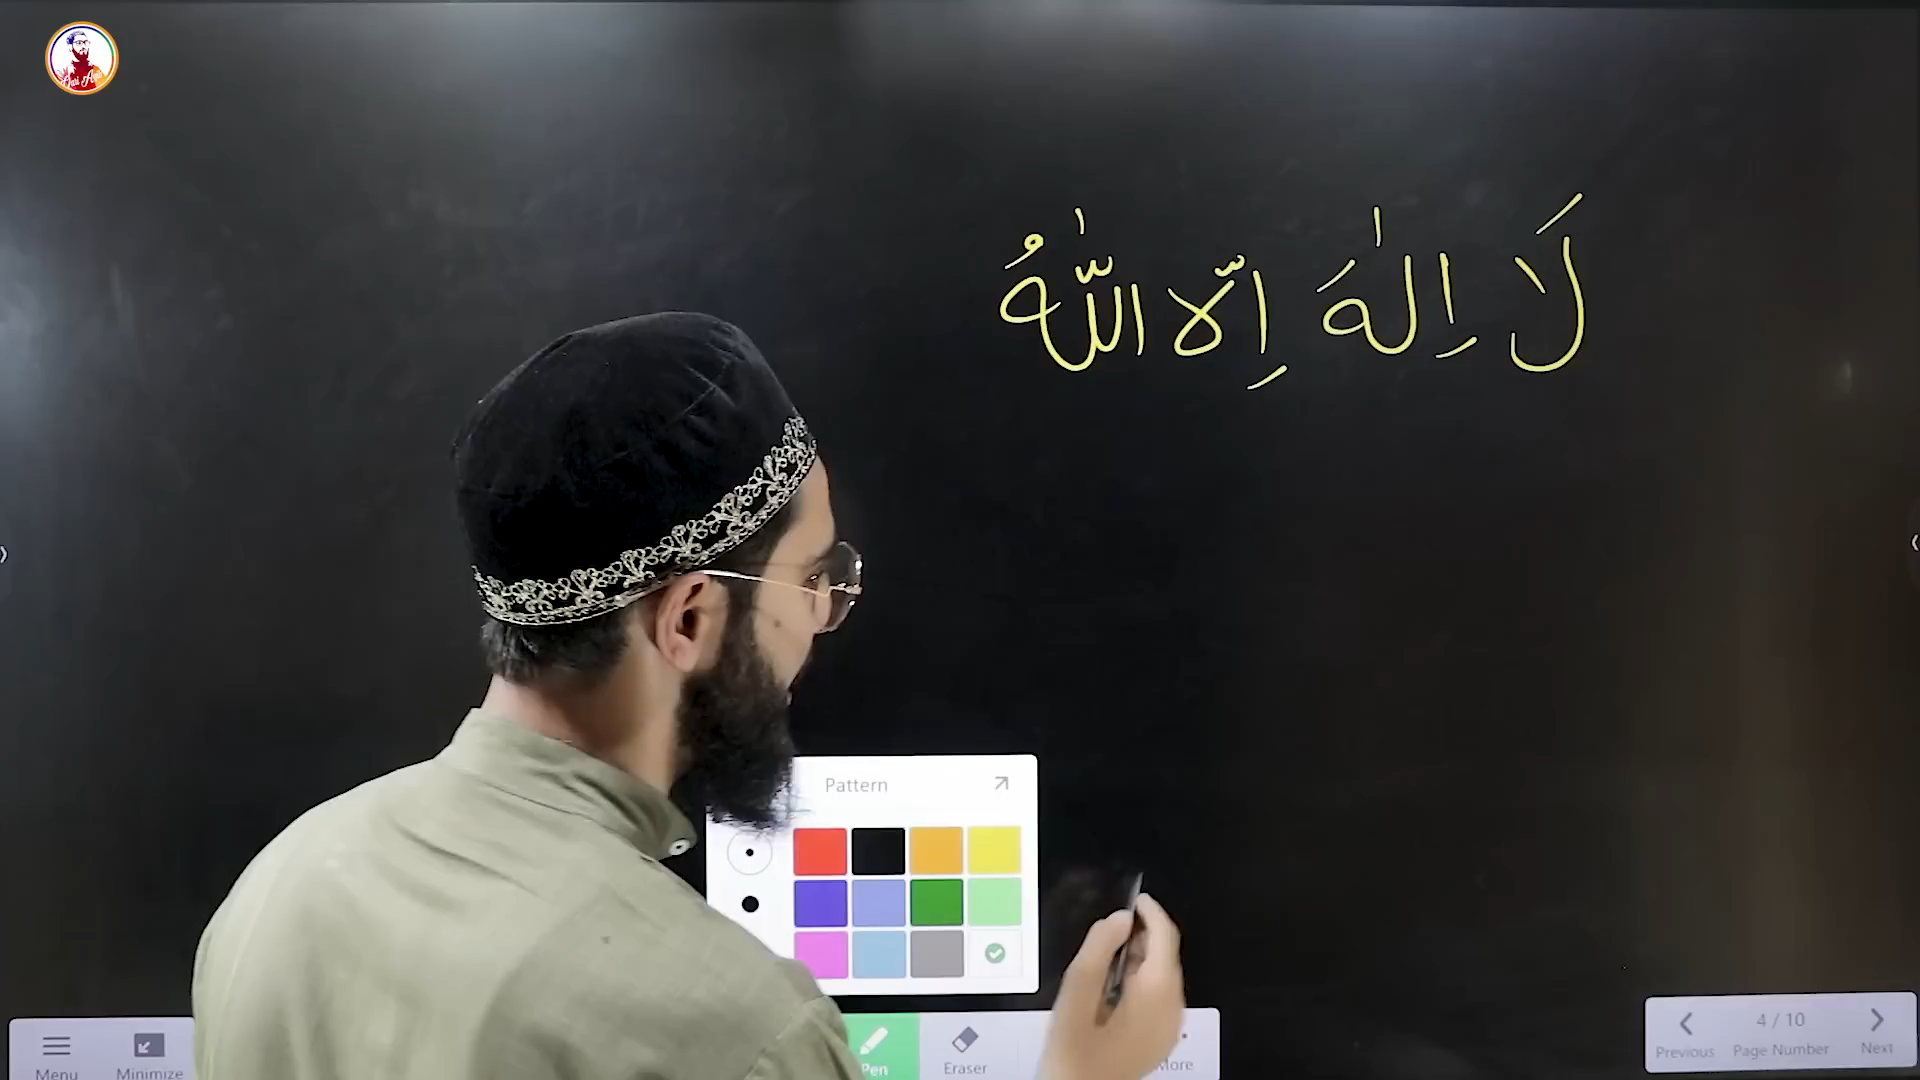 لَا اِلٰهَ اِلَّا اللّٰهُ
Pattern
Menu
Minimize
Pen
Eraser
More
4 / 10
Previous
Page Number
Next